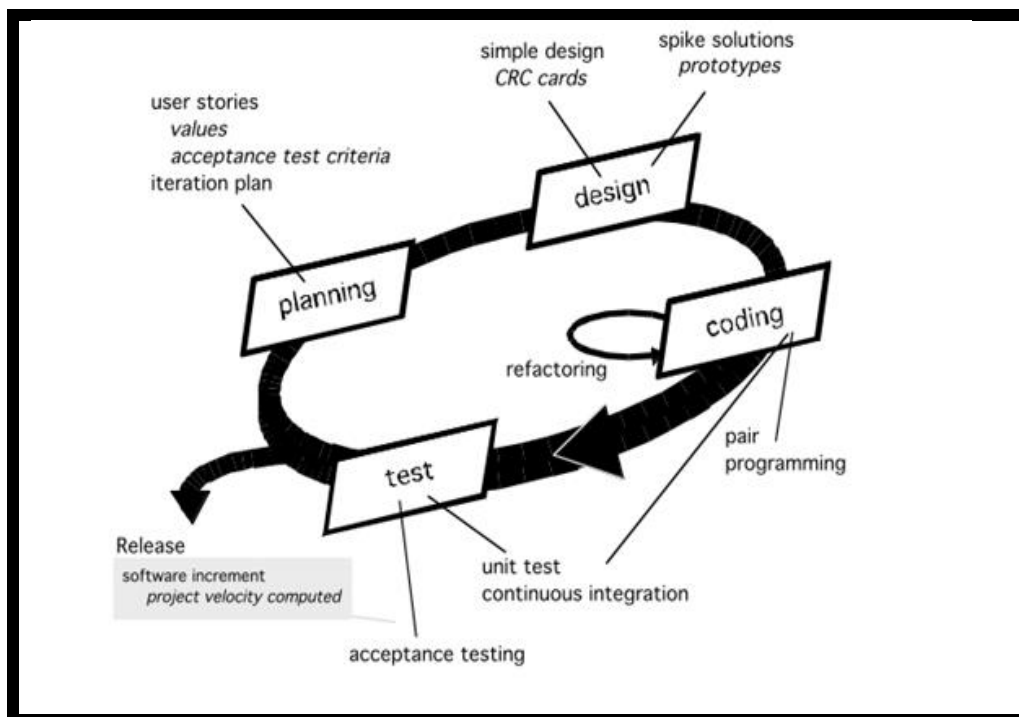 spike solutions
prototypes
simple design
CRC cards
user stories
values
acceptance test criteria
iteration plan
design
planning
coding
refactoring
pair
programming
test
Release
software increment
project velocity computed
unit test
continuous integration
acceptance testing